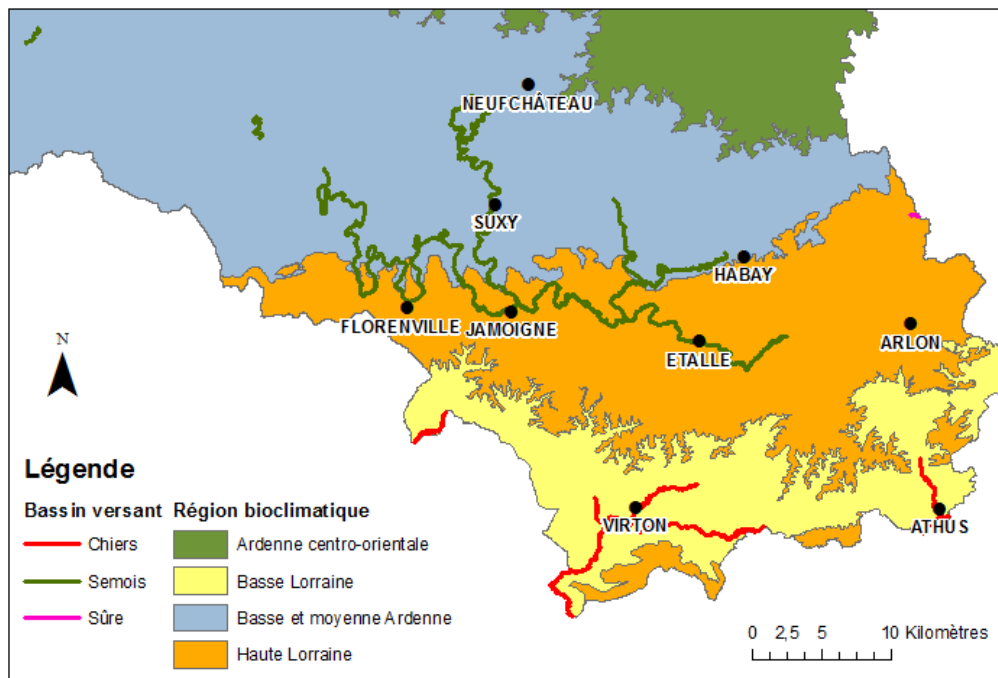 NEUFCHÂTEAU
SUXY
HABAY
FLORENVILLE
JAMOIGNE
ETALLE
ARLON
N
VIRTON
ATHUS
Légende
Bassin versant
Chiers
Semois
Sûre
Région bioclimatique
Ardenne centro-orientale
Basse Lorraine
Basse et moyenne Ardenne
Haute Lorraine
0 2,5 5 10 Kilomètres